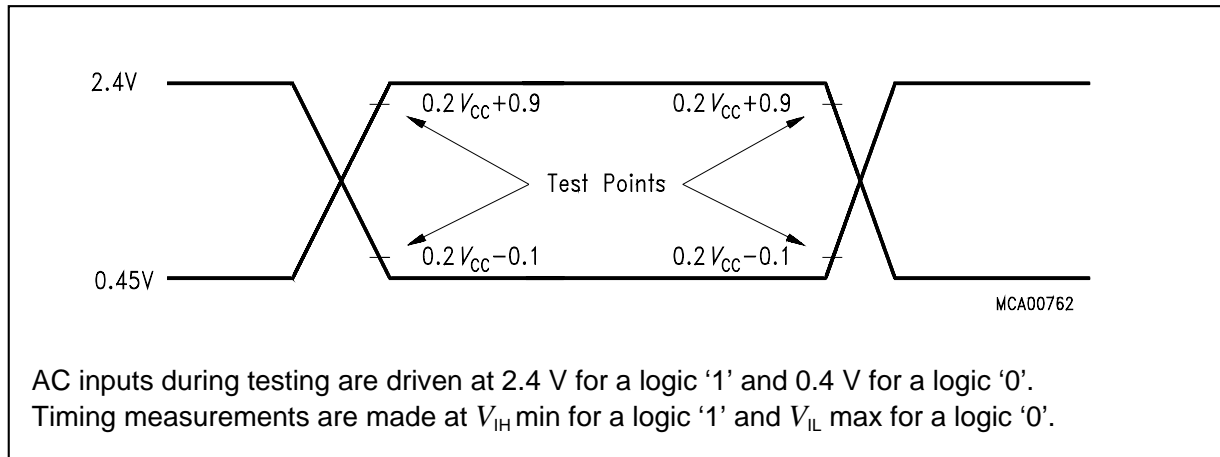 2.4V
0.2 VCC+0.9 0.2 VCC+0.9
Test Points
0.2 VCC−0.1 0.2 VCC−0.1
0.45V
MCA00762
AC inputs during testing are driven at 2.4 V for a logic ‘1’ and 0.4 V for a logic ‘0’.
Timing measurements are made at VIH min for a logic ‘1’ and VIL max for a logic ‘0’.